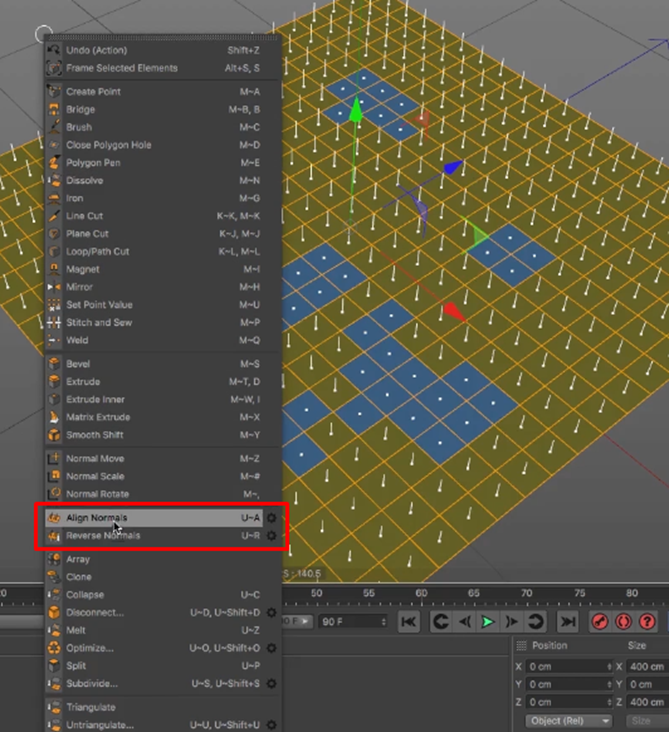 Undo (Action) Shift+Z
Frame Selected Elements Alt+S, S
Create Point M~A
Bridge M~B, B
Brush M~C
Close Polygon Hole M~D
Polygon Pen M~E
Dissolve M~N
Iron M~G
Line Cut K~K, M~K
Plane Cut K~J, M~J
Loop/Path Cut K~L, M~L
Magnet M~I
Mirror M~H
Set Point Value M~U
Stitch and Sew M~P
Weld M~Q
Bevel M~S
Extrude M~T, D
Extrude Inner M~W, I
Matrix Extrude M~X
Smooth Shift M~Y
Normal Move M~Z
Normal Scale M~#
Normal Rotate M~,
Align Normals U~A
Reverse Normals U~R
Array
Clone
Collapse U~C
Disconnect... U~D, U~Shift+D
Melt U~Z
Optimize... U~O, U~Shift+O
Split U~P
Subdivide... U~S, U~Shift+S
Triangulate
Untriangulate... U~U, U~Shift+U
S : 140.5
50 55 60 65 70 75 80
0 F 90 F
Position Size
X 0 cm X 400 cm
Y 0 cm Y 0 cm
Z 0 cm Z 400 cm
Object (Rel) Size